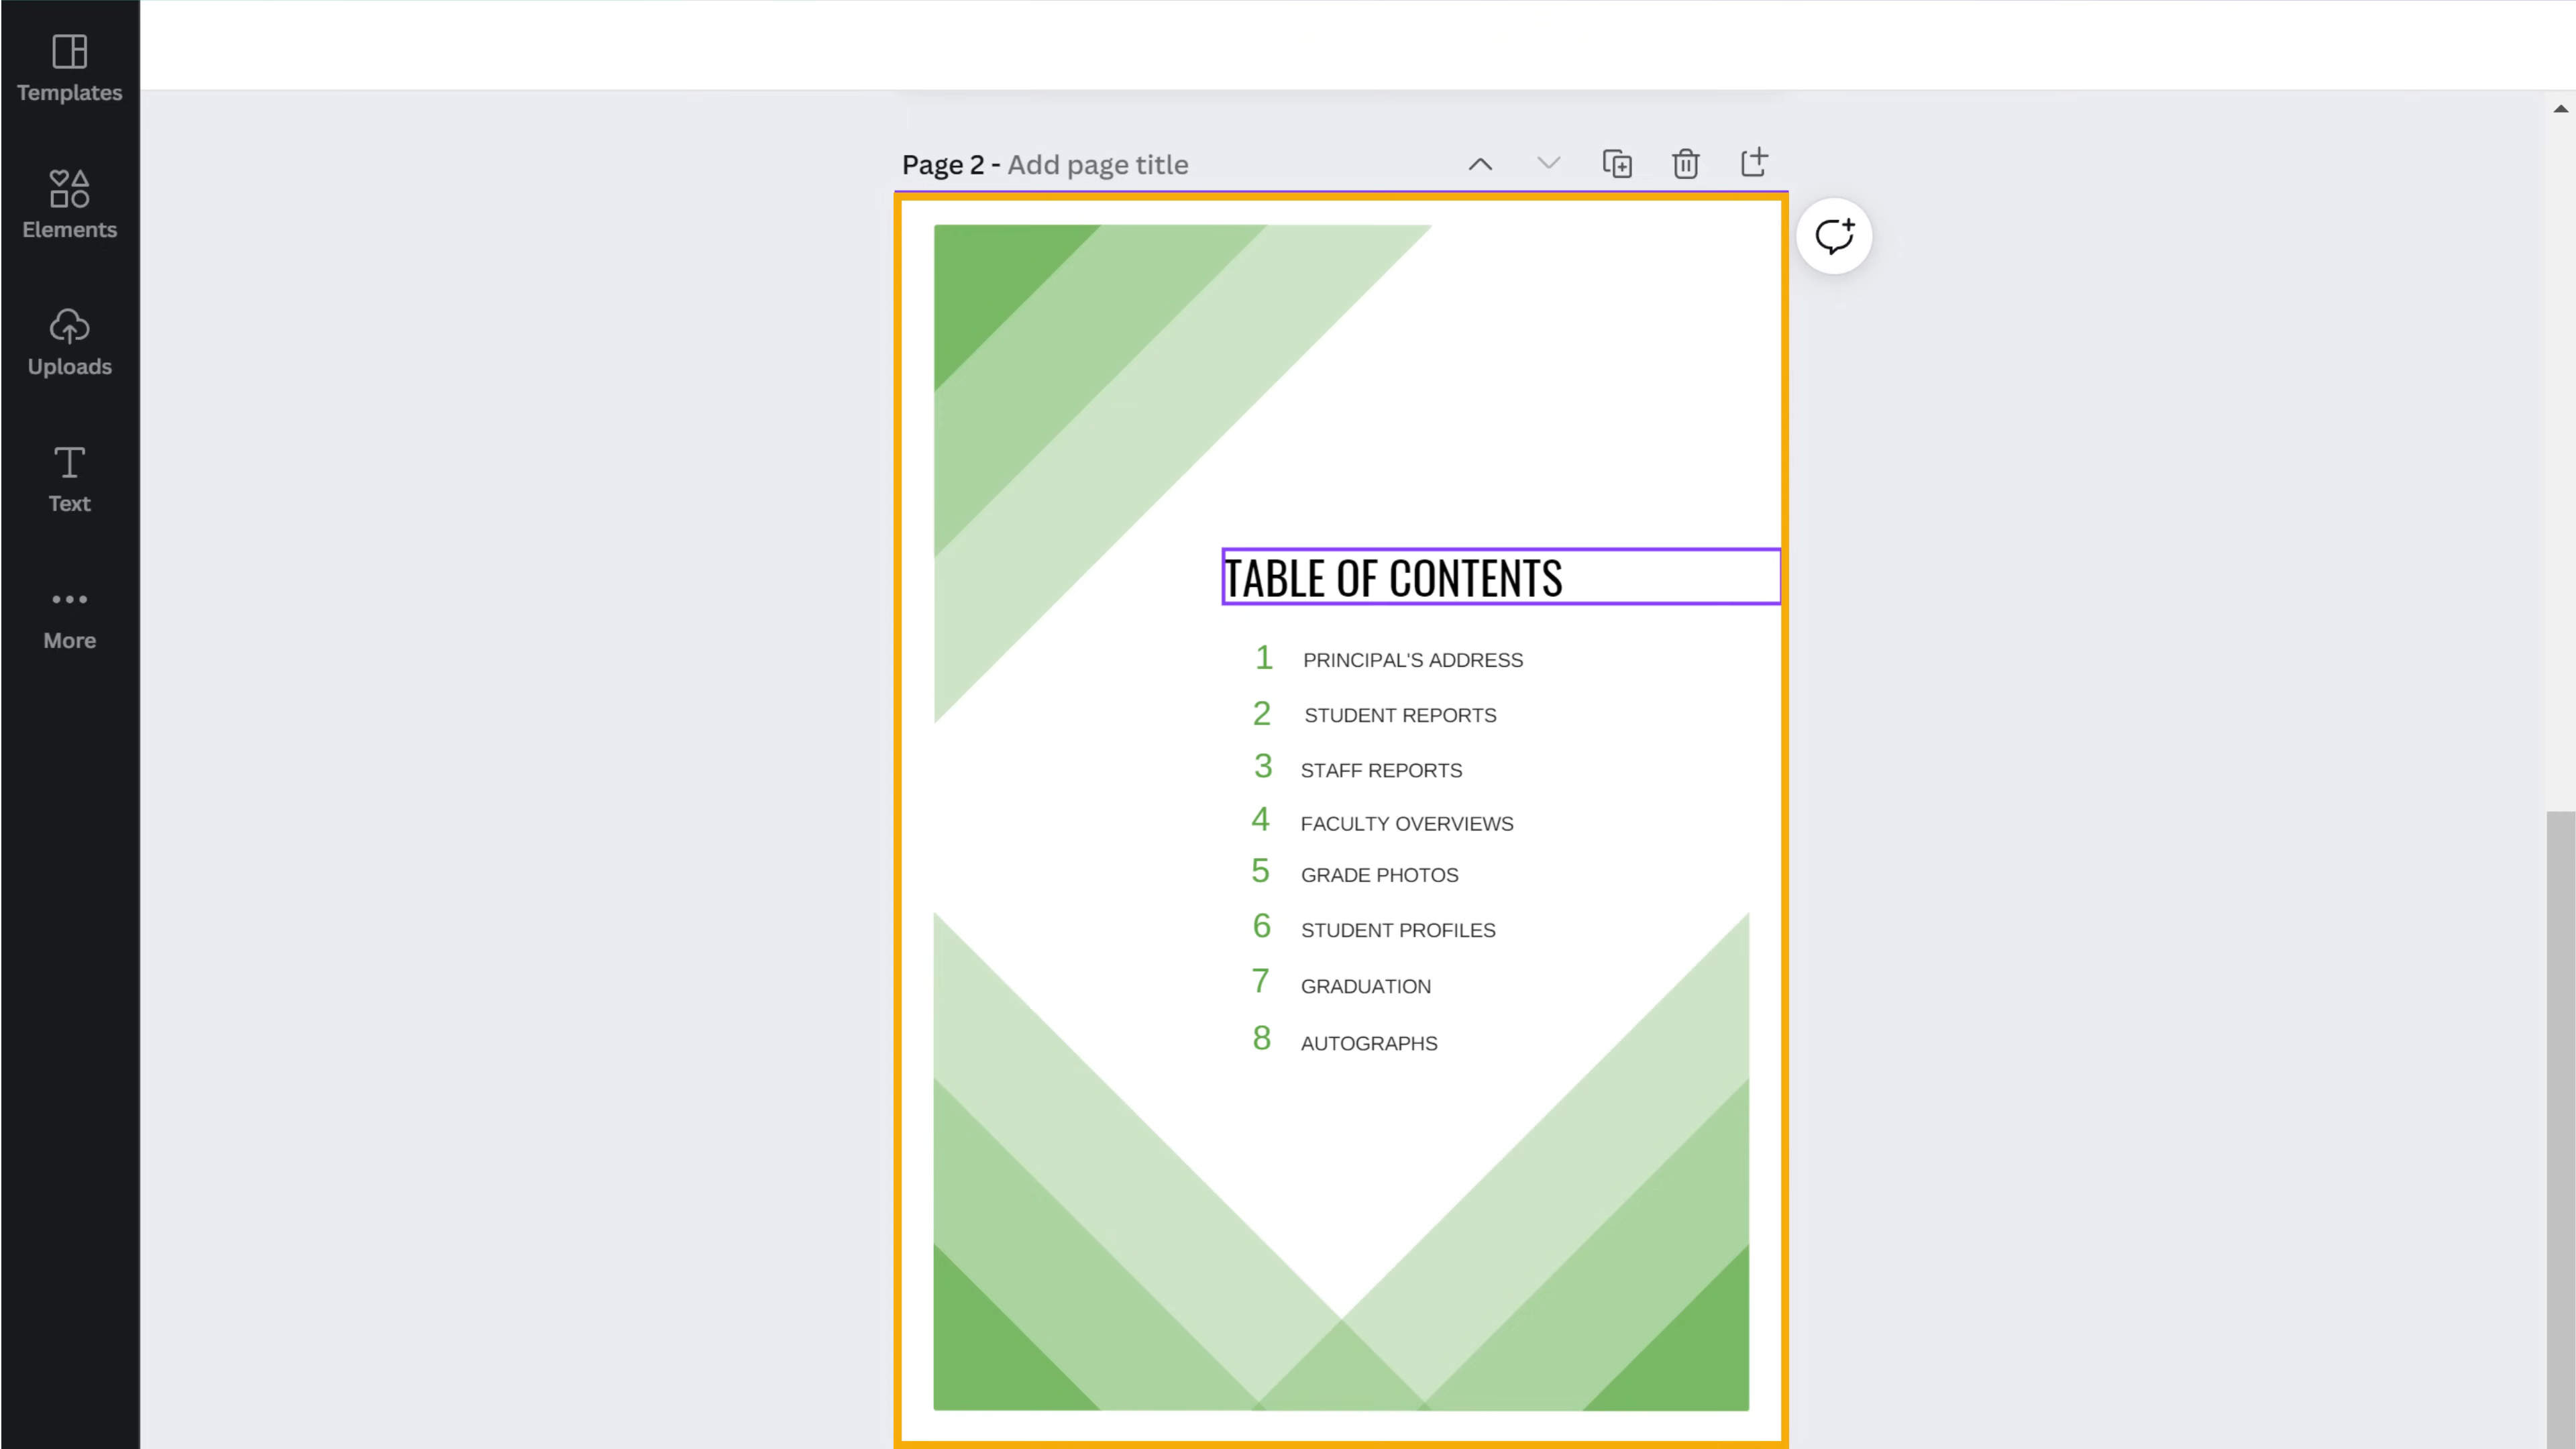 Templates
Elements
Uploads
Text
More
Page 2 - Add page title
TABLE OF CONTENTS
1 PRINCIPAL'S ADDRESS
2 STUDENT REPORTS
3 STAFF REPORTS
4 FACULTY OVERVIEWS
5 GRADE PHOTOS
6 STUDENT PROFILES
7 GRADUATION
8 AUTOGRAPHS